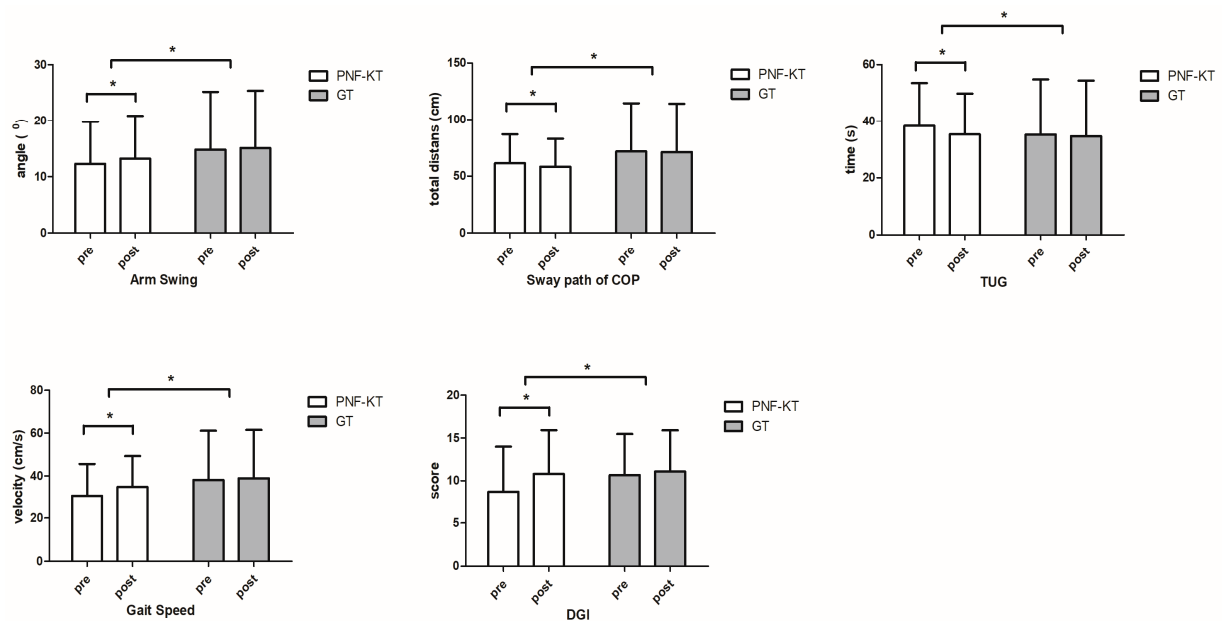 *
*
30
20
10
0
angle ( ⁰)
pre
post
pre
post
Arm Swing
PNF-KT
GT
*
*
150
100
50
0
total distans (cm)
pre
post
pre
post
Sway path of COP
PNF-KT
GT
*
*
60
40
20
0
time (s)
pre
post
pre
post
TUG
PNF-KT
GT
*
*
80
60
40
20
0
velocity (cm/s)
pre
post
pre
post
Gait Speed
PNF-KT
GT
*
*
20
15
10
5
0
score
pre
post
pre
post
DGI
PNF-KT
GT